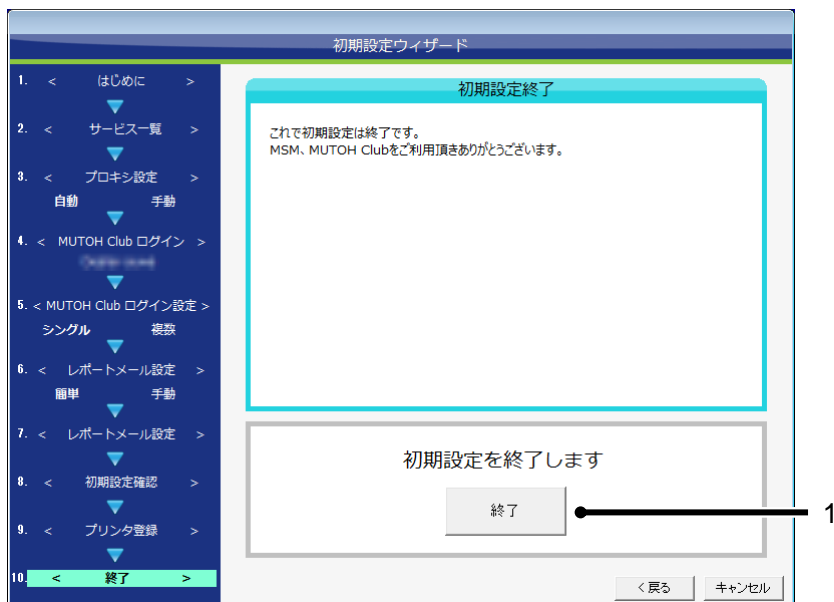 初期設定ウィザード
1. < はじめに >
2. < サービス一覧 >
3. < プロキシ設定 >
自動 手動
4. < MUTOH Club ログイン >
5. < MUTOH Club ログイン設定 >
シングル 複数
6. < レポートメール設定 >
簡単 手動
7. < レポートメール設定 >
8. < 初期設定確認 >
9. < プリンタ登録 >
10. < 終了 >
初期設定終了
これで初期設定は終了です。
MSM、MUTOH Clubをご利用頂きありがとうございます。
初期設定を終了します
終了
1
<戻る キャンセル